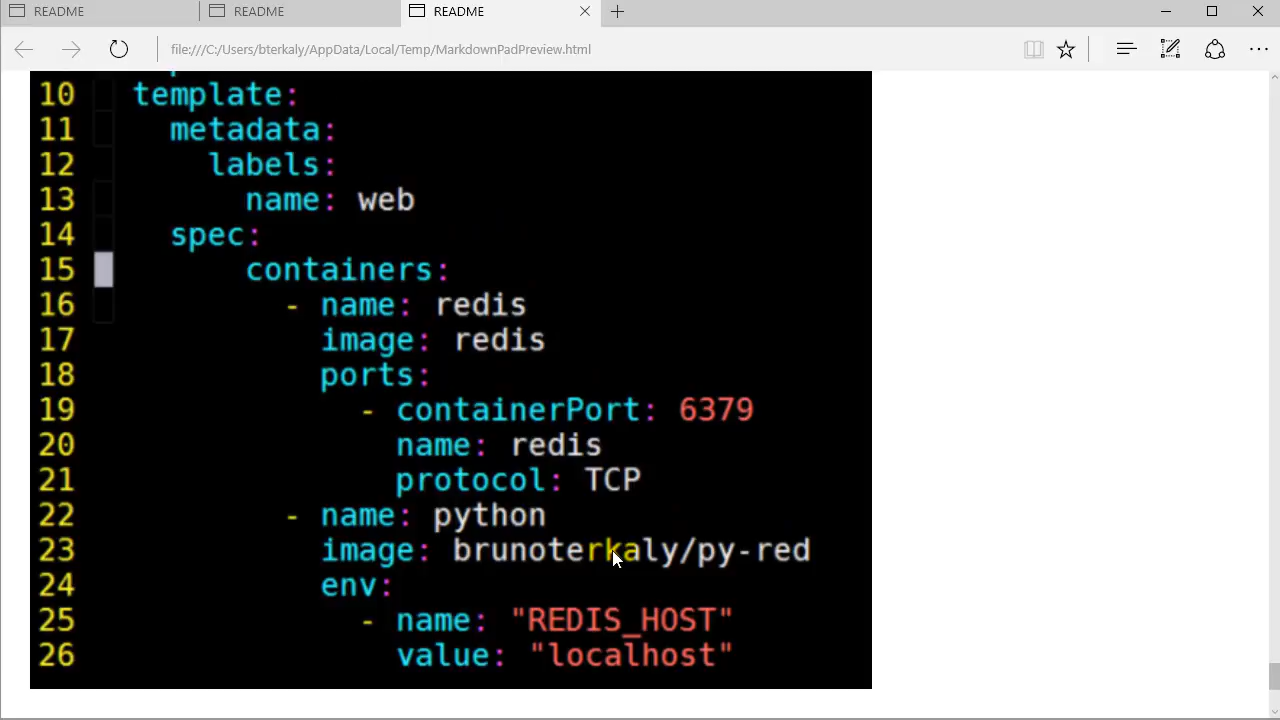 README
README
README
file:///C:/Users/bterkaly/AppData/Local/Temp/MarkdownPadPreview.html
10 template:
11 metadata:
12 labels:
13 name: web
14 spec:
15 containers:
16 - name: redis
17 image: redis
18 ports:
19 - containerPort: 6379
20 name: redis
21 protocol: TCP
22 - name: python
23 image: brunoterkaly/py-red
24 env:
25 - name: "REDIS_HOST"
26 value: "localhost"